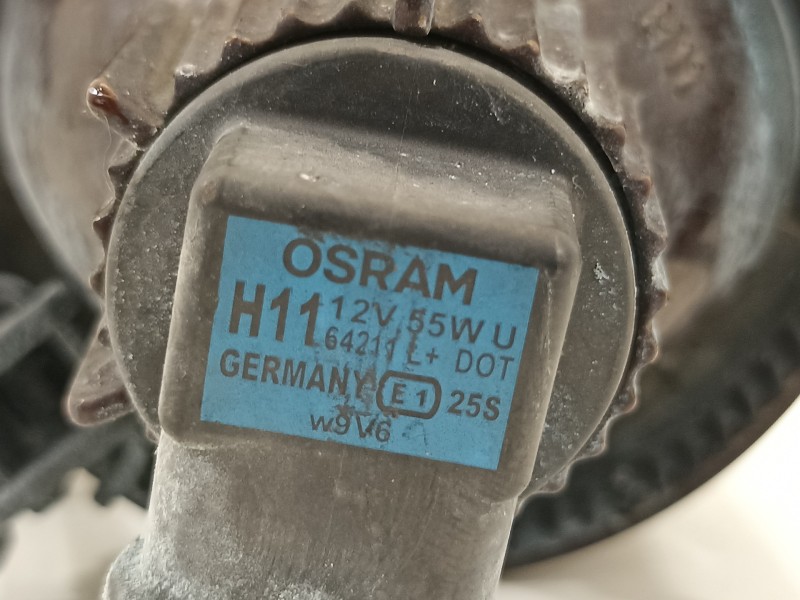 OSRAM
H11 12V 55W U
64211 L+ DOT
GERMANY E1 25S
w9V6